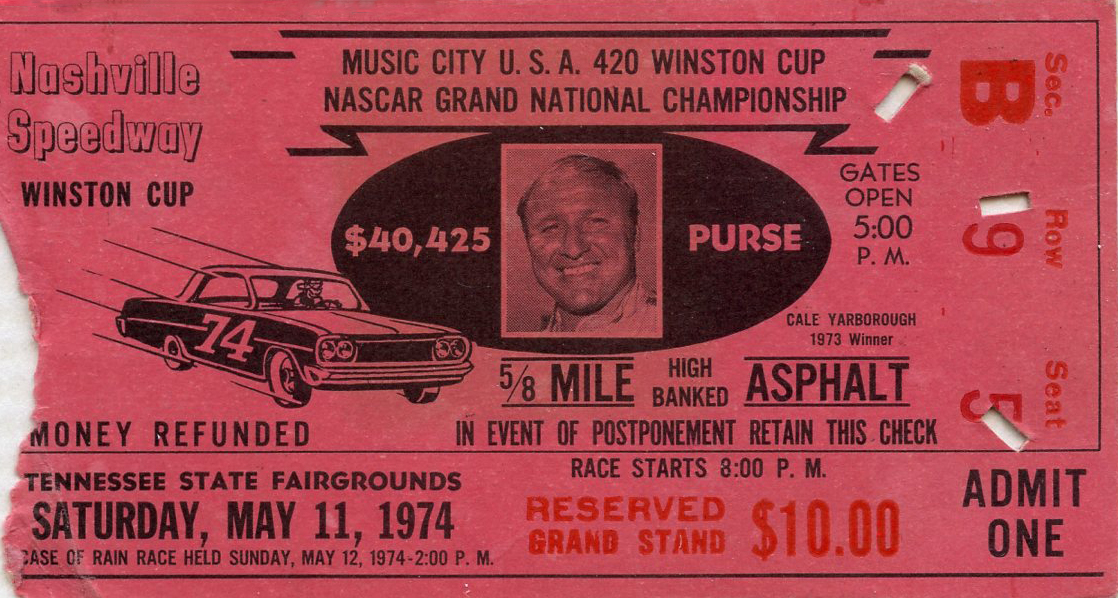 Nashville
Speedway
WINSTON CUP
MUSIC CITY U. S. A. 420 WINSTON CUP
NASCAR GRAND NATIONAL CHAMPIONSHIP
$40,425
PURSE
GATES
OPEN
5:00
P. M.
CALE YARBOROUGH
1973 Winner
74
5/8 MILE
HIGH
BANKED
ASPHALT
MONEY REFUNDED
IN EVENT OF POSTPONEMENT RETAIN THIS CHECK
TENNESSEE STATE FAIRGROUNDS
SATURDAY, MAY 11, 1974
CASE OF RAIN RACE HELD SUNDAY, MAY 12, 1974-2:00 P. M.
RACE STARTS 8:00 P. M.
RESERVED
GRAND STAND
$10.00
Sec.
B
Row
9
Seat
5
ADMIT
ONE